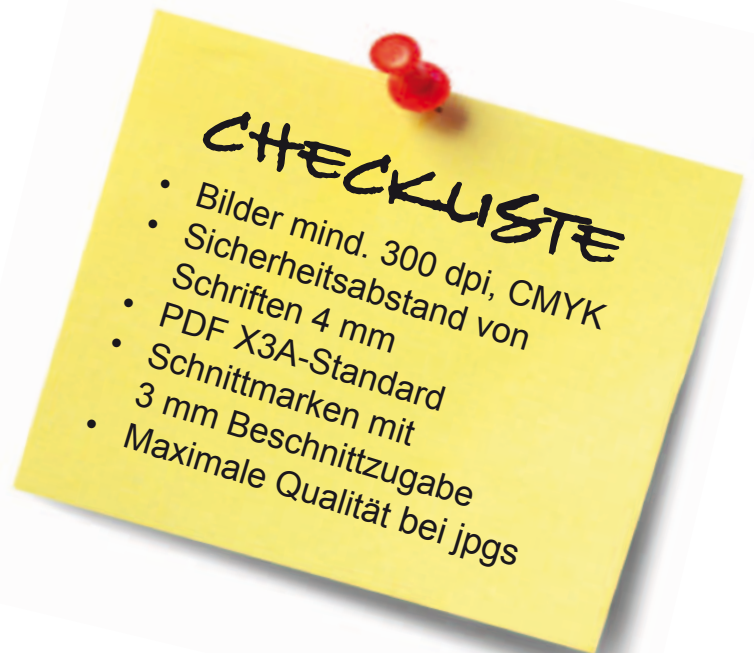 CHECKLISTE
• Bilder mind. 300 dpi, CMYK
• Sicherheitsabstand von
Schriften 4 mm
• PDF X3A-Standard
• Schnittmarken mit
3 mm Beschnittzugabe
• Maximale Qualität bei jpgs